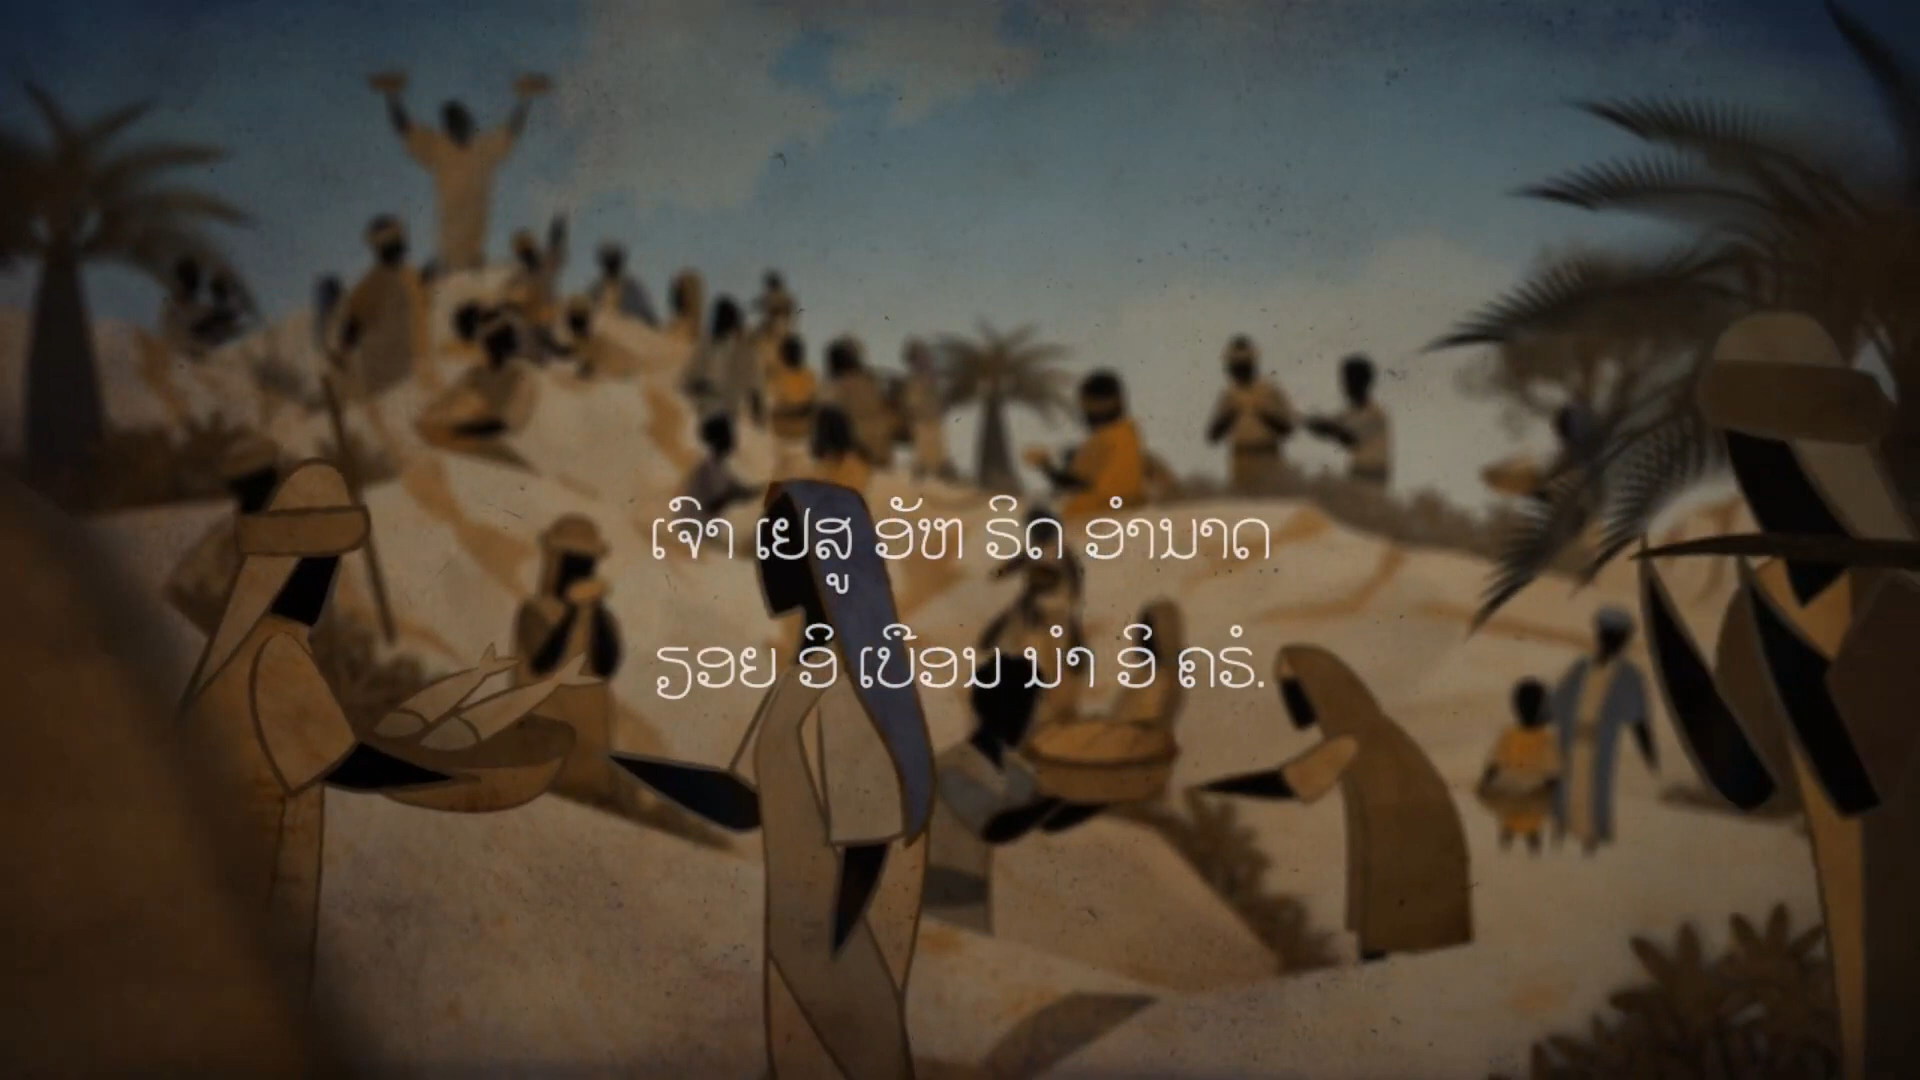 ເຈົາ ເຢສູ ອັຫ ຣິດ ອຳນາດ
ຽອຍ ອິ ເບືອນ ນຳ ອິ ຄຣໍ.